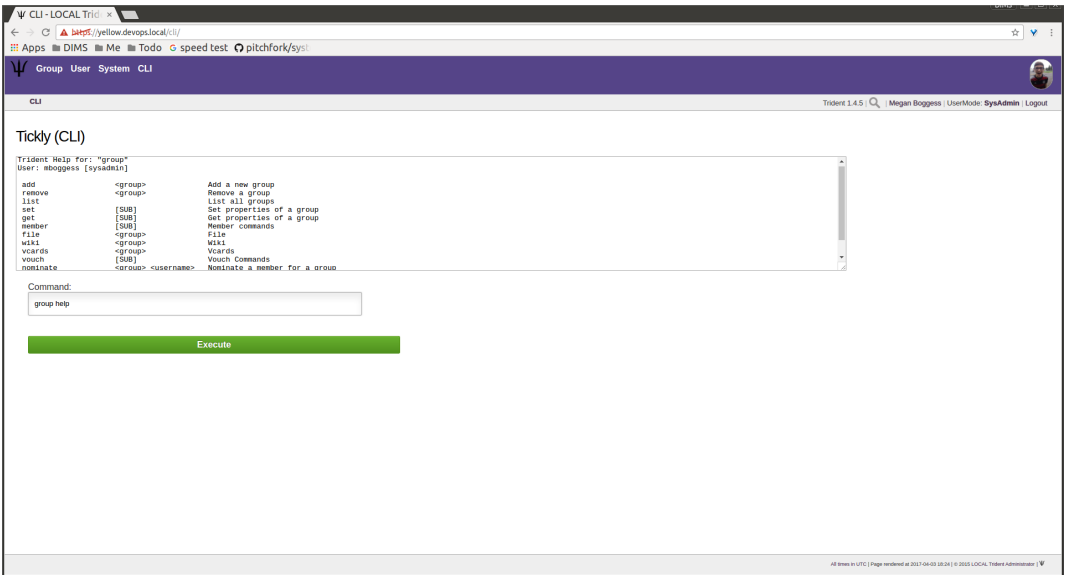 CLI - LOCAL Trid
https://yellow.devops.local/cli/
Apps DIMS Me Todo speed test pitchfork/syst
Group User System CLI
CLI
Trident 1.4.5 | | Megan Boggess | UserMode: SysAdmin | Logout
Tickly (CLI)
Trident Help for: "group"
User: mboggess [sysadmin]
add <group> Add a new group
remove <group> Remove a group
list List all groups
set [SUB] Set properties of a group
get [SUB] Get properties of a group
member [SUB] Member commands
file <group> File
wiki <group> Wiki
vcards <group> Vcards
vouch [SUB] Vouch Commands
nominate <group> <username> Nominate a member for a group
Command:
group help
Execute
All times in UTC | Page rendered at 2017-04-03 18:24 | © 2015 LOCAL Trident Administrator | Ψ